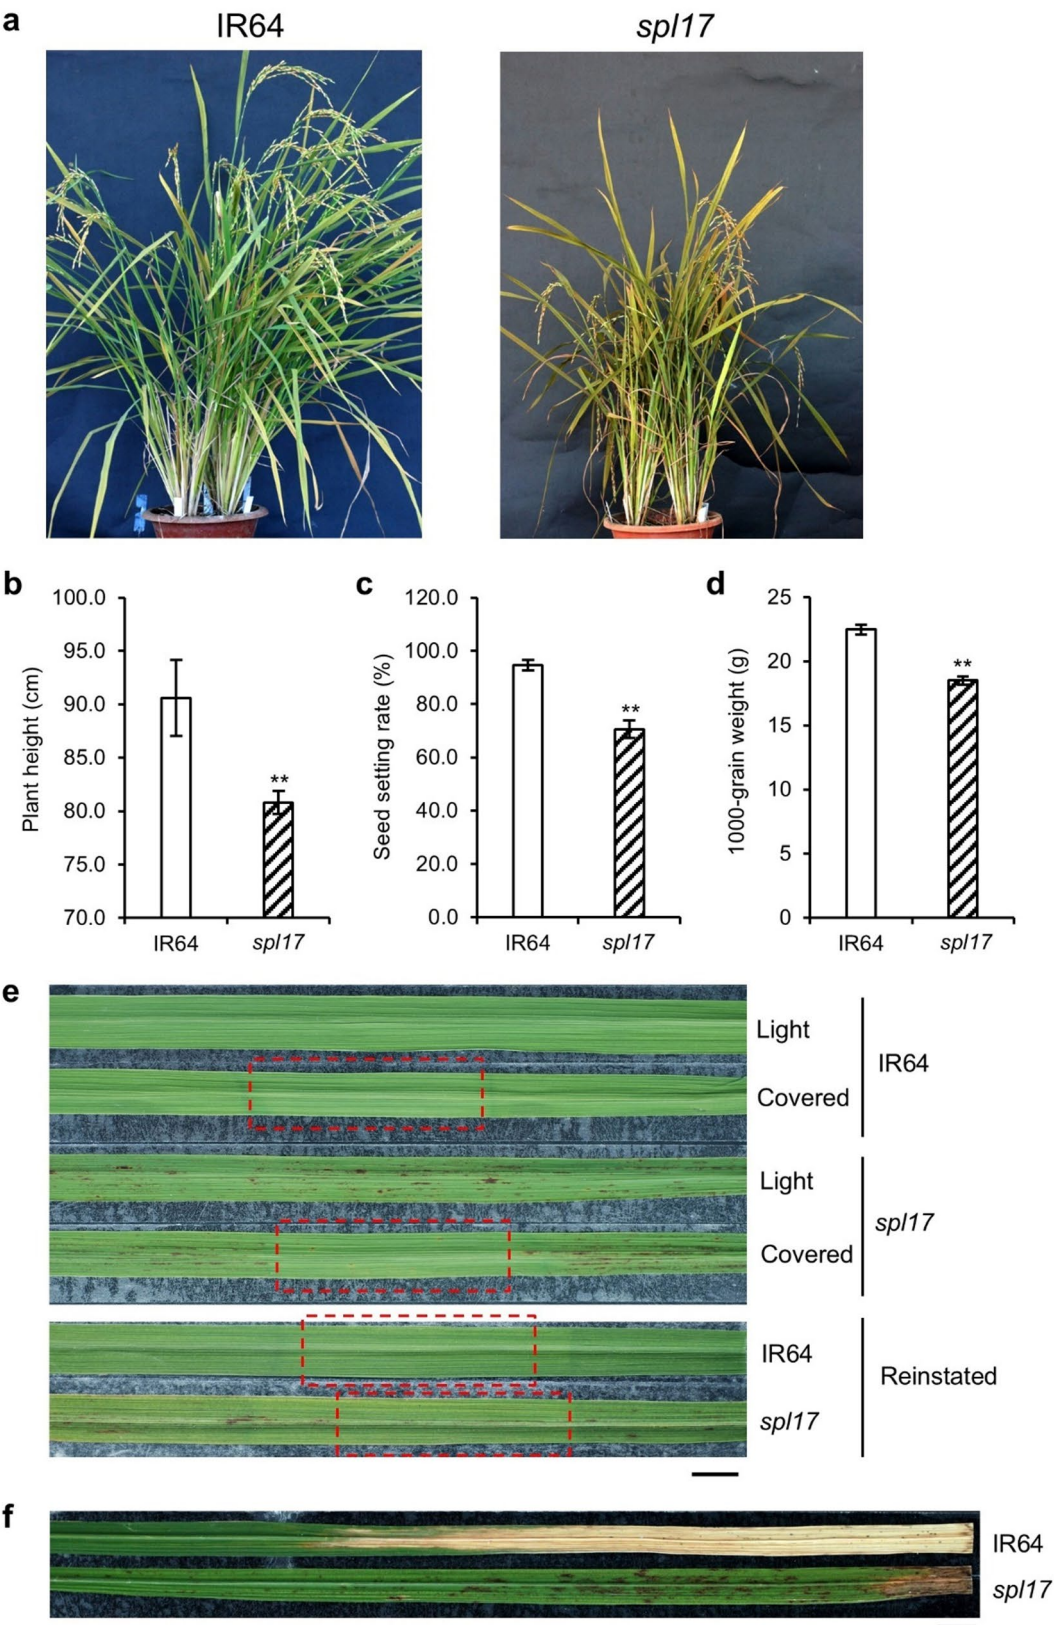 a
IR64
spl17
b
Plant height (cm)
100.0
95.0
90.0
85.0
80.0
75.0
70.0
**
IR64
spl17
c
Seed setting rate (%)
120.0
100.0
80.0
60.0
40.0
20.0
0.0
**
IR64
spl17
d
1000-grain weight (g)
25
20
15
10
5
0
**
IR64
spl17
e
Light
Covered
IR64
Light
Covered
spl17
IR64
spl17
Reinstated
f
IR64
spl17